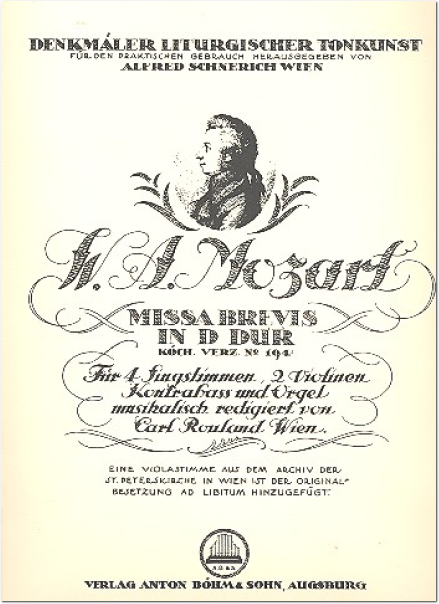 DENKMÁLER LITURGISCHER TONKUNST
FÜR DEN PRAKTISCHEN GEBRAUCH HERAUSGEGEBEN VON
ALFRED SCHNERICH WIEN
W. A. Mozart
MISSA BREVIS
IN D DUR
KÖCH. VERZ. No 194
Für 4 Singstimmen, 2 Violinen
Kontrabass und Orgel
musikalisch redigiert von
Carl Rouland Wien.
EINE VIOLASTIMME AUS DEM ARCHIV DER
ST. PETERSKIRCHE IN WIEN IST DER ORIGINAL=
BESETZUNG AD LIBITUM HINZUGEFÜGT.
VERLAG ANTON BÖHM & SOHN, AUGSBURG